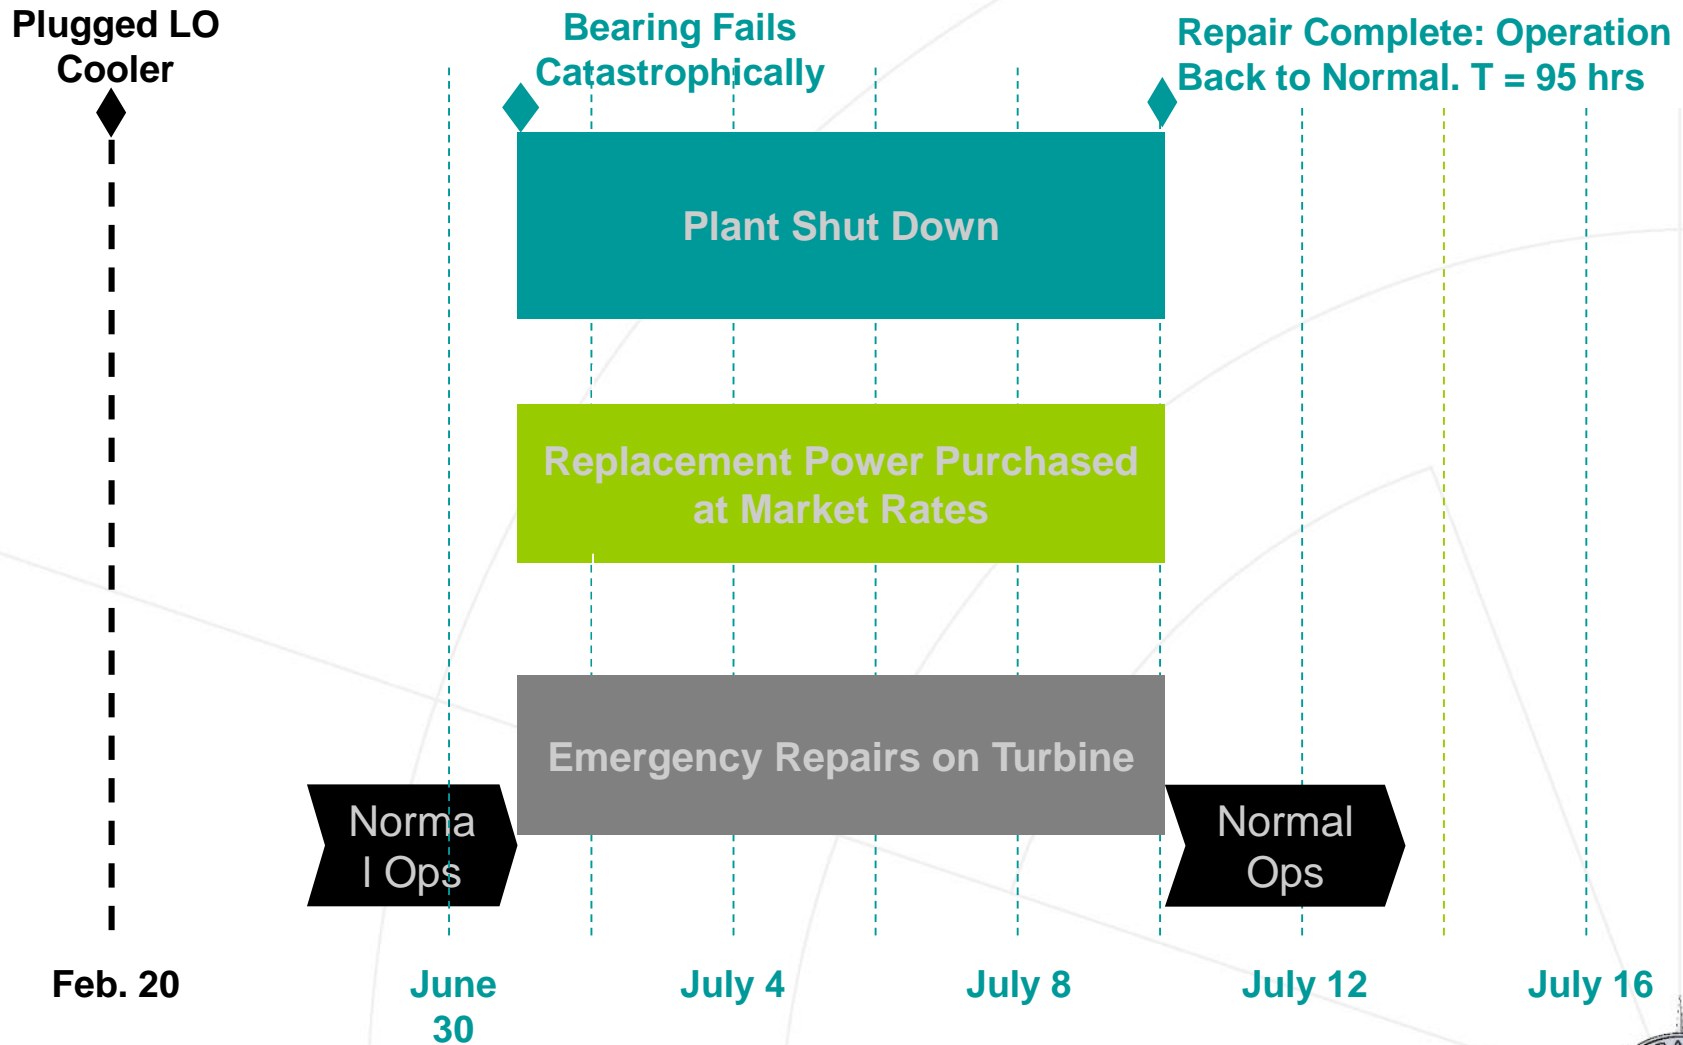 Plugged LO
Cooler
Bearing Fails
Catastrophically
Repair Complete: Operation
Back to Normal. T = 95 hrs
Plant Shut Down
Replacement Power Purchased
at Market Rates
Emergency Repairs on Turbine
Norma
l Ops
Normal
Ops
Feb. 20
June
30
July 4
July 8
July 12
July 16